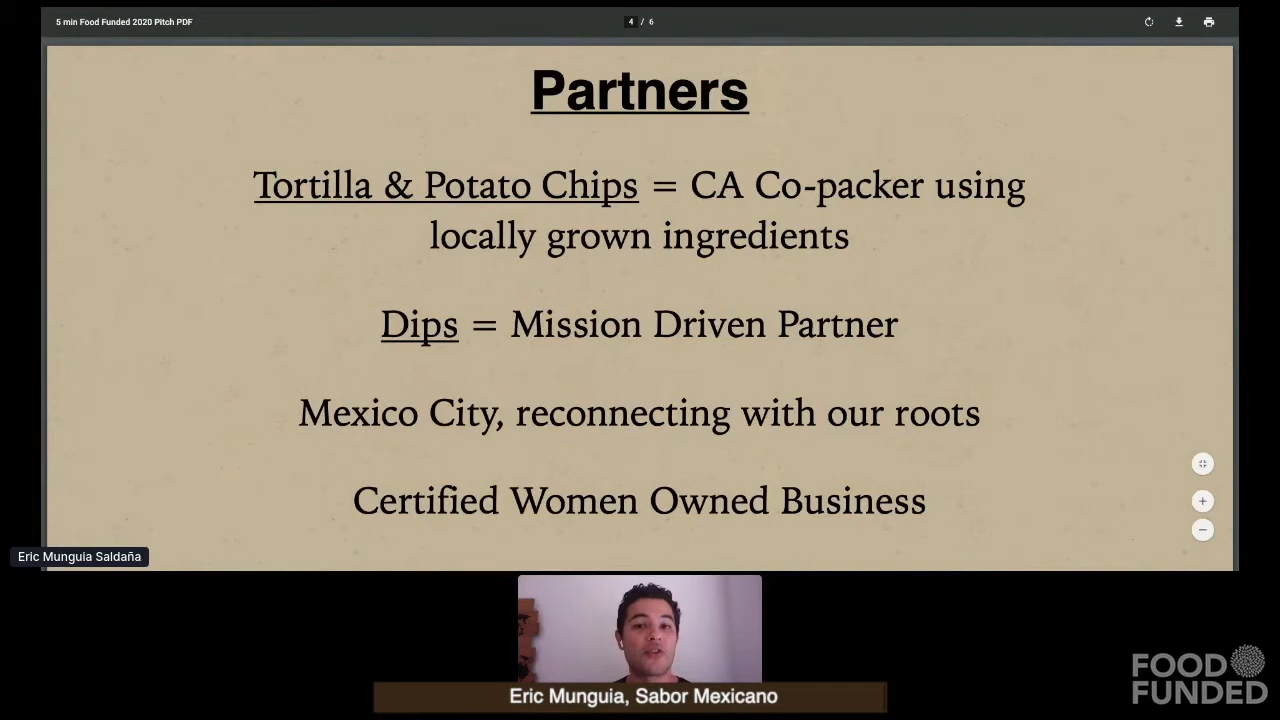 5 min Food Funded 2020 Pitch PDF
4 / 6
Partners
Tortilla & Potato Chips = CA Co-packer using
locally grown ingredients
Dips = Mission Driven Partner
Mexico City, reconnecting with our roots
Certified Women Owned Business
Eric Munguia Saldaña
Eric Munguia, Sabor Mexicano
FOOD
FUNDED